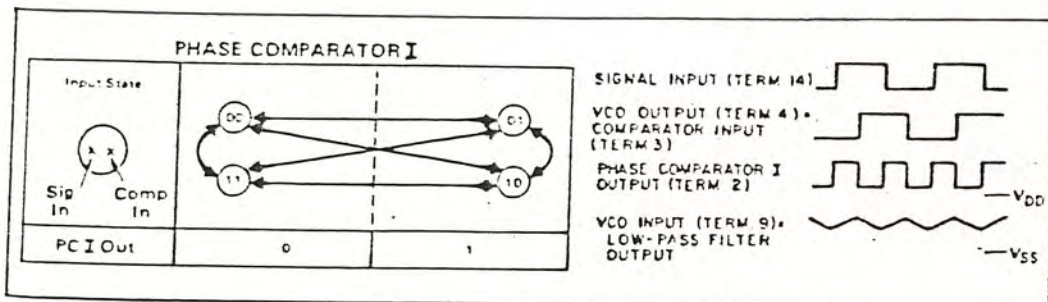 PHASE COMPARATOR I
Input State
X X
Sig In
Comp In
00
01
11
10
PC I Out
0
1
SIGNAL INPUT (TERM 14)
VCO OUTPUT (TERM 4)=
COMPARATOR INPUT
(TERM 3)
PHASE COMPARATOR I
OUTPUT (TERM. 2)
VDD
VCO INPUT (TERM 9)=
LOW-PASS FILTER
OUTPUT
VSS